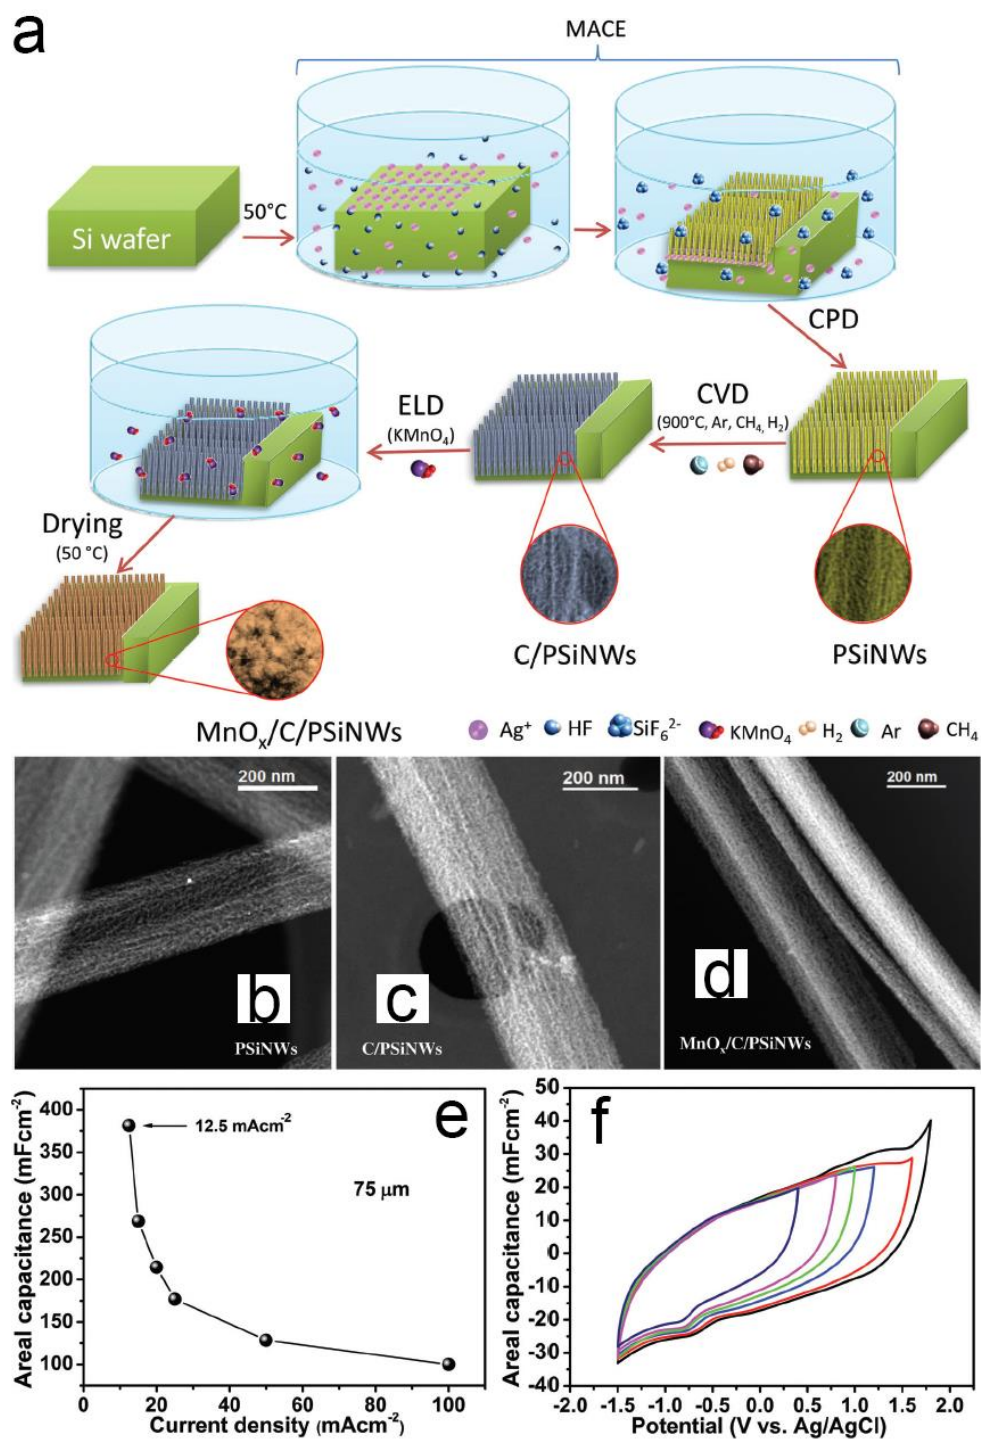 a
MACE
50°C
Si wafer
CPD
ELD
(KMnO₄)
CVD
(900°C, Ar, CH₄, H₂)
Drying
(50 °C)
C/PSiNWs
PSiNWs
MnOₓ/C/PSiNWs
Ag⁺ HF SiF₆²⁻ KMnO₄ H₂ Ar CH₄
200 nm
b
PSiNWs
200 nm
c
C/PSiNWs
200 nm
d
MnOₓ/C/PSiNWs
e
12.5 mAcm⁻²
75 μm
Areal capacitance (mFcm⁻²)
400
350
300
250
200
150
100
0 20 40 60 80 100
Current density (mAcm⁻²)
f
Areal capacitance (mFcm⁻²)
50
40
30
20
10
0
-10
-20
-30
-40
-2.0 -1.5 -1.0 -0.5 0.0 0.5 1.0 1.5 2.0
Potential (V vs. Ag/AgCl)